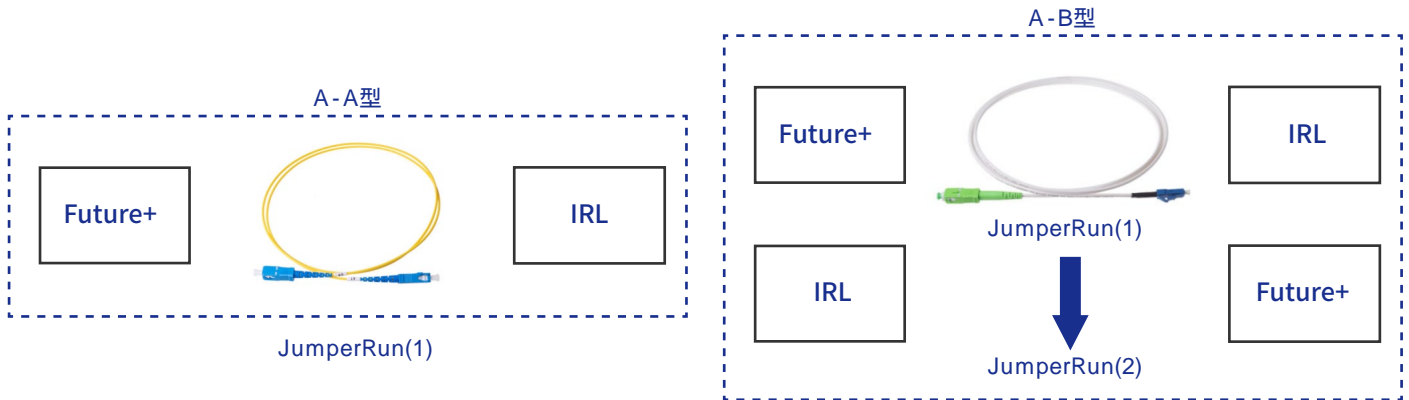 A-A型
Future+
IRL
JumperRun(1)
A-B型
Future+
IRL
JumperRun(1)
IRL
Future+
JumperRun(2)